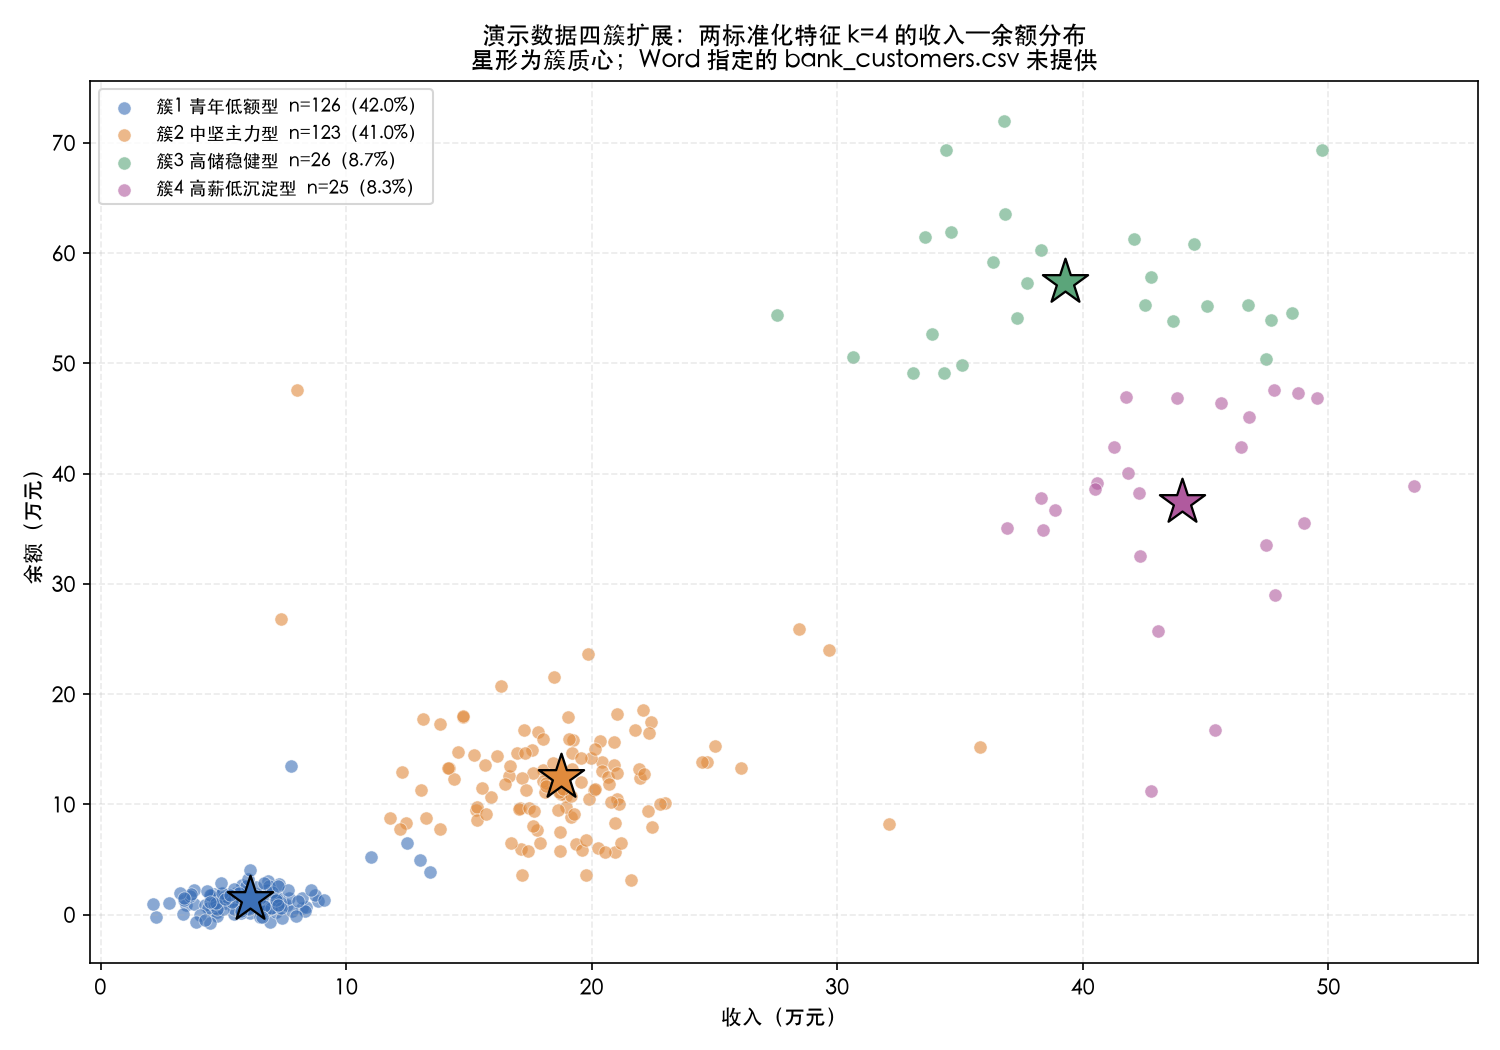 演示数据四簇扩展：两标准化特征 k=4 的收入—余额分布
星形为簇质心；Word 指定的 bank_customers.csv 未提供
簇1 青年低额型 n=126 (42.0%)
簇2 中坚主力型 n=123 (41.0%)
簇3 高储稳健型 n=26 (8.7%)
簇4 高薪低沉淀型 n=25 (8.3%)
余额（万元）
70
60
50
40
30
20
10
0
0 10 20 30 40 50
收入（万元）